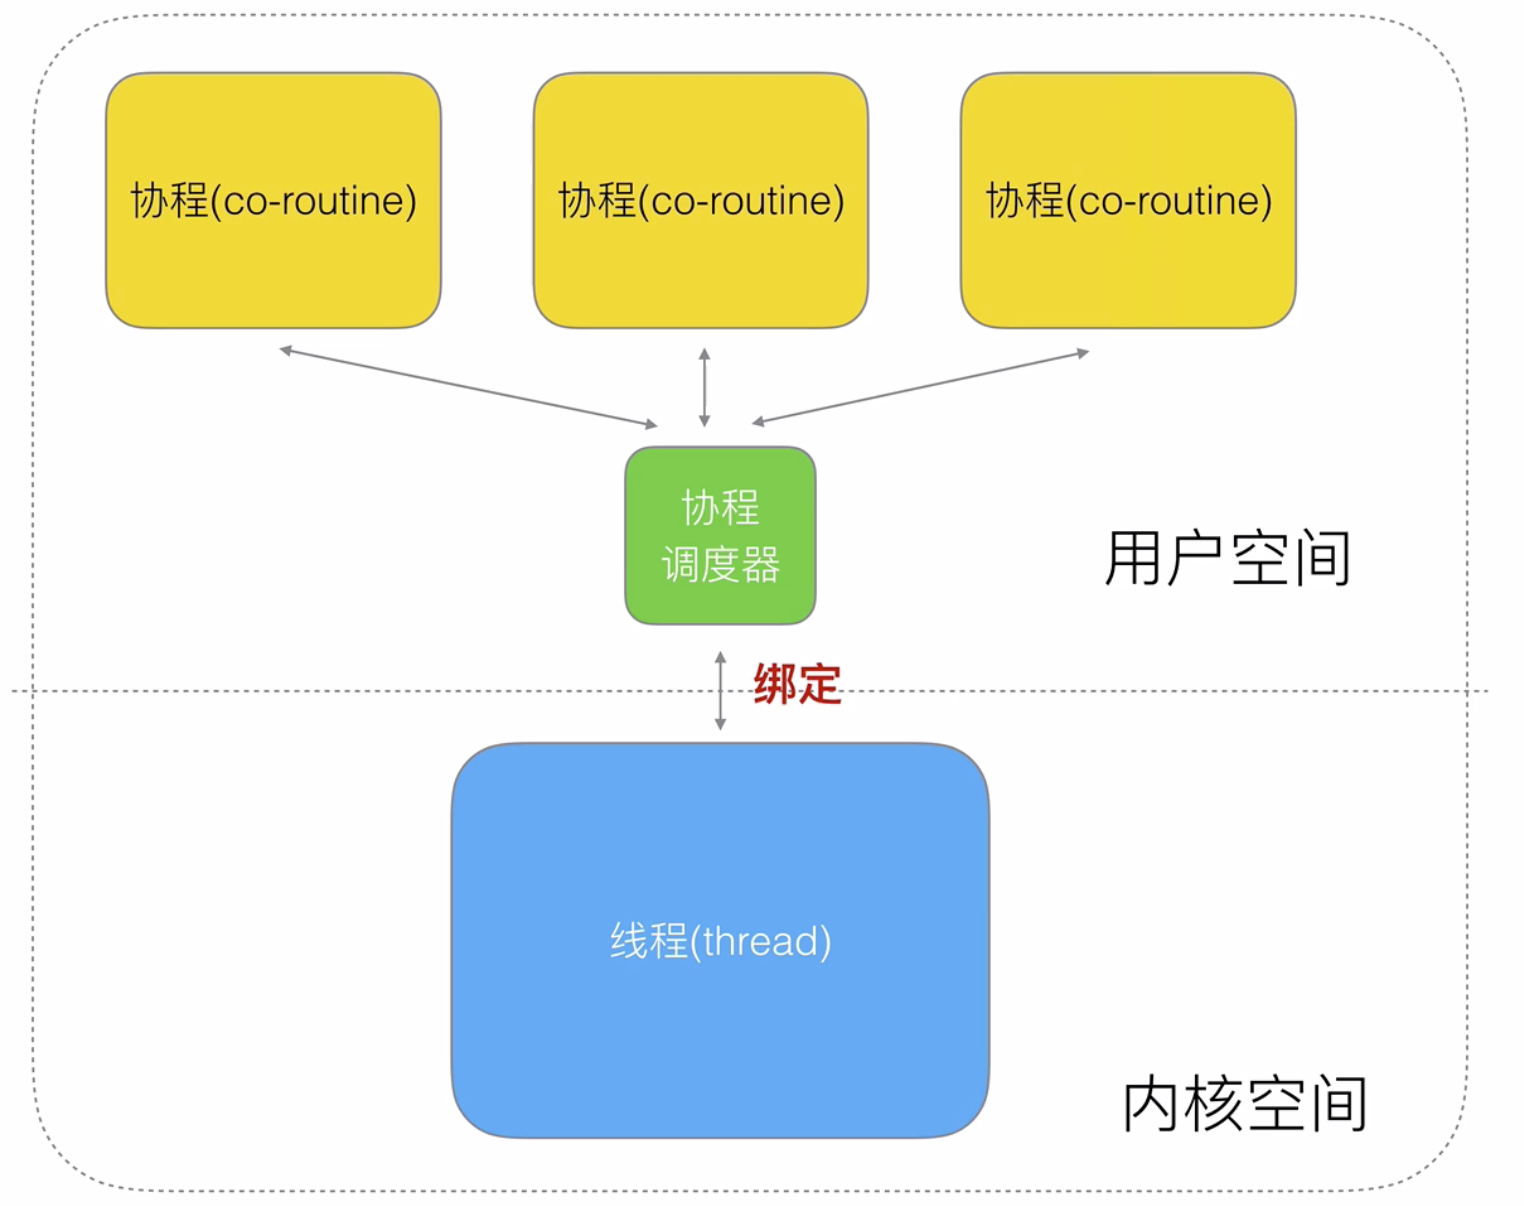 协程(co-routine)
协程(co-routine)
协程(co-routine)
协程
调度器
用户空间
绑定
线程(thread)
内核空间